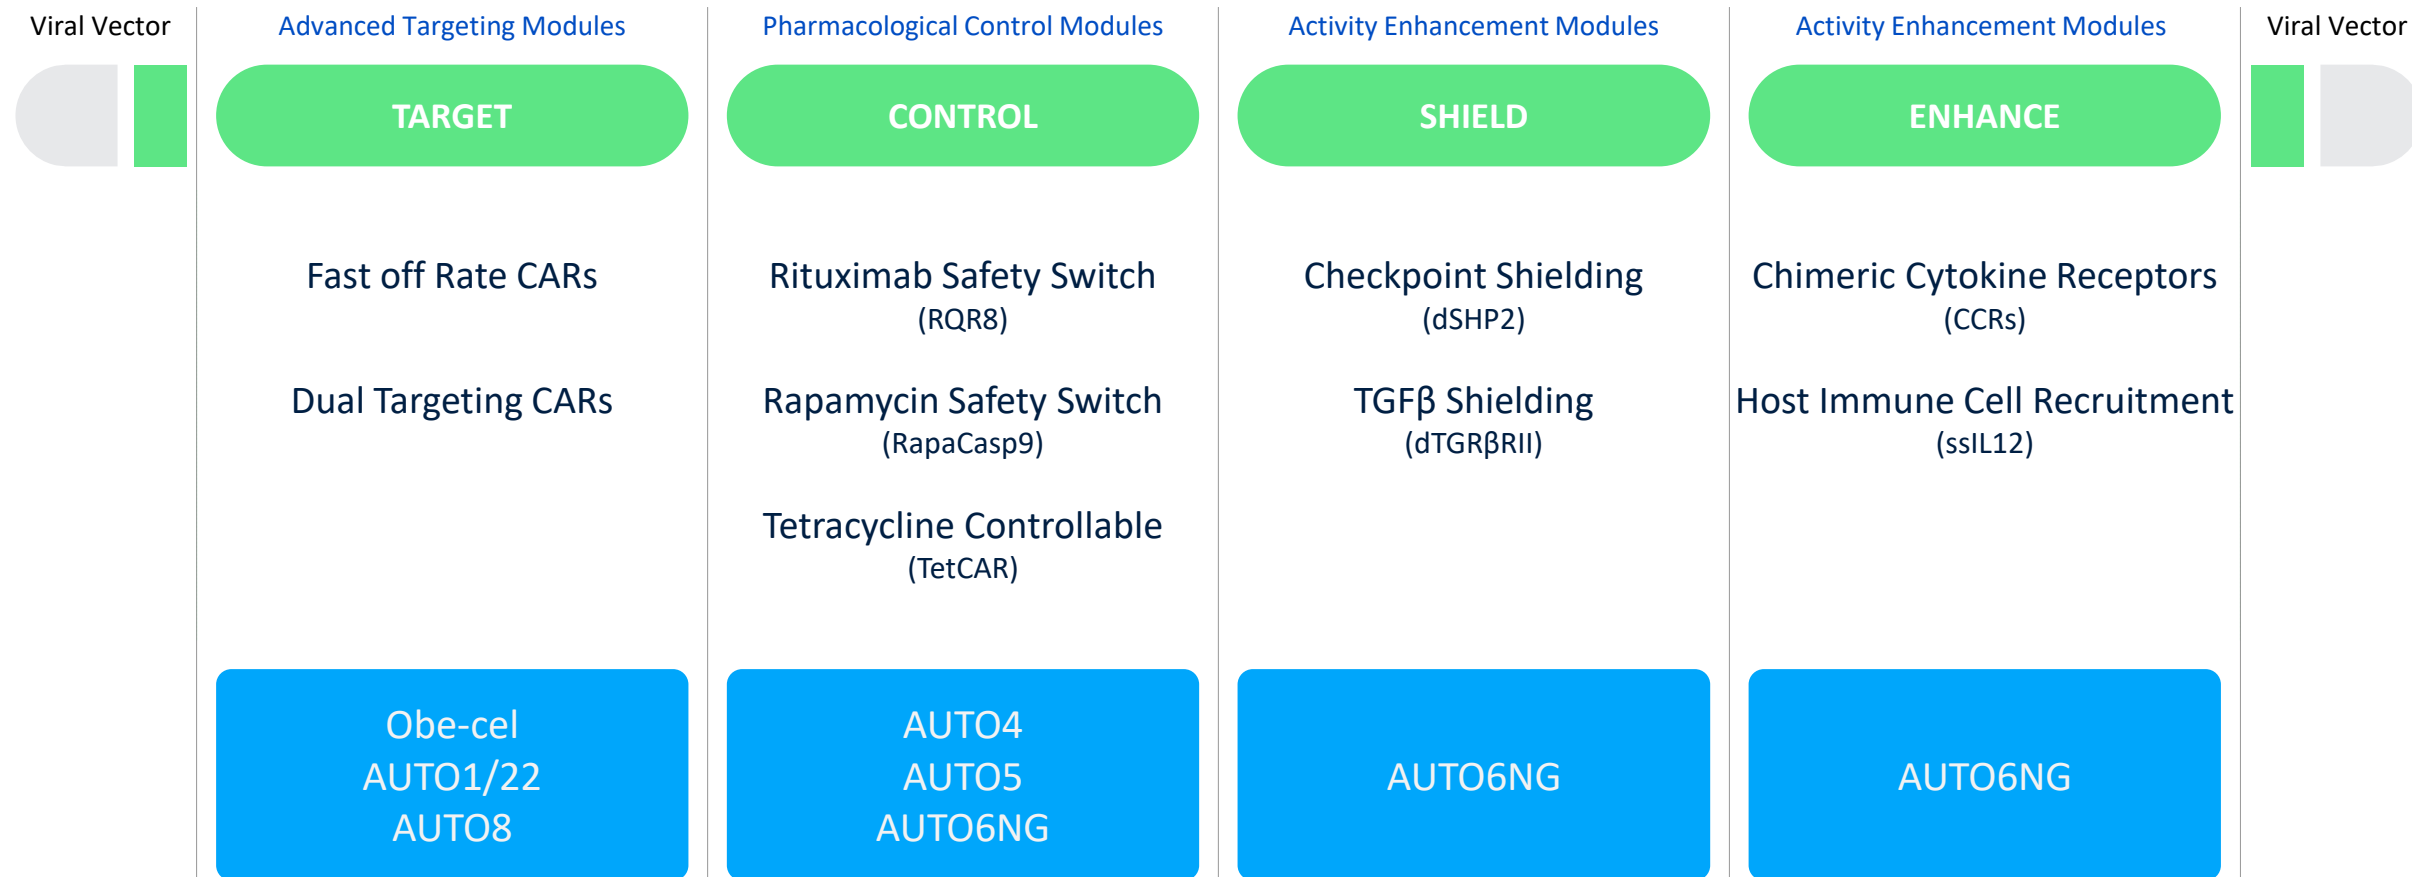 Viral Vector
Advanced Targeting Modules
Pharmacological Control Modules
Activity Enhancement Modules
Activity Enhancement Modules
Viral Vector
TARGET
CONTROL
SHIELD
ENHANCE
Fast off Rate CARs
Dual Targeting CARs
Rituximab Safety Switch
(RQR8)
Rapamycin Safety Switch
(RapaCasp9)
Tetracycline Controllable
(TetCAR)
Checkpoint Shielding
(dSHP2)
TGFβ Shielding
(dTGRβRII)
Chimeric Cytokine Receptors
(CCRs)
Host Immune Cell Recruitment
(ssIL12)
Obe-cel
AUTO1/22
AUTO8
AUTO4
AUTO5
AUTO6NG
AUTO6NG
AUTO6NG